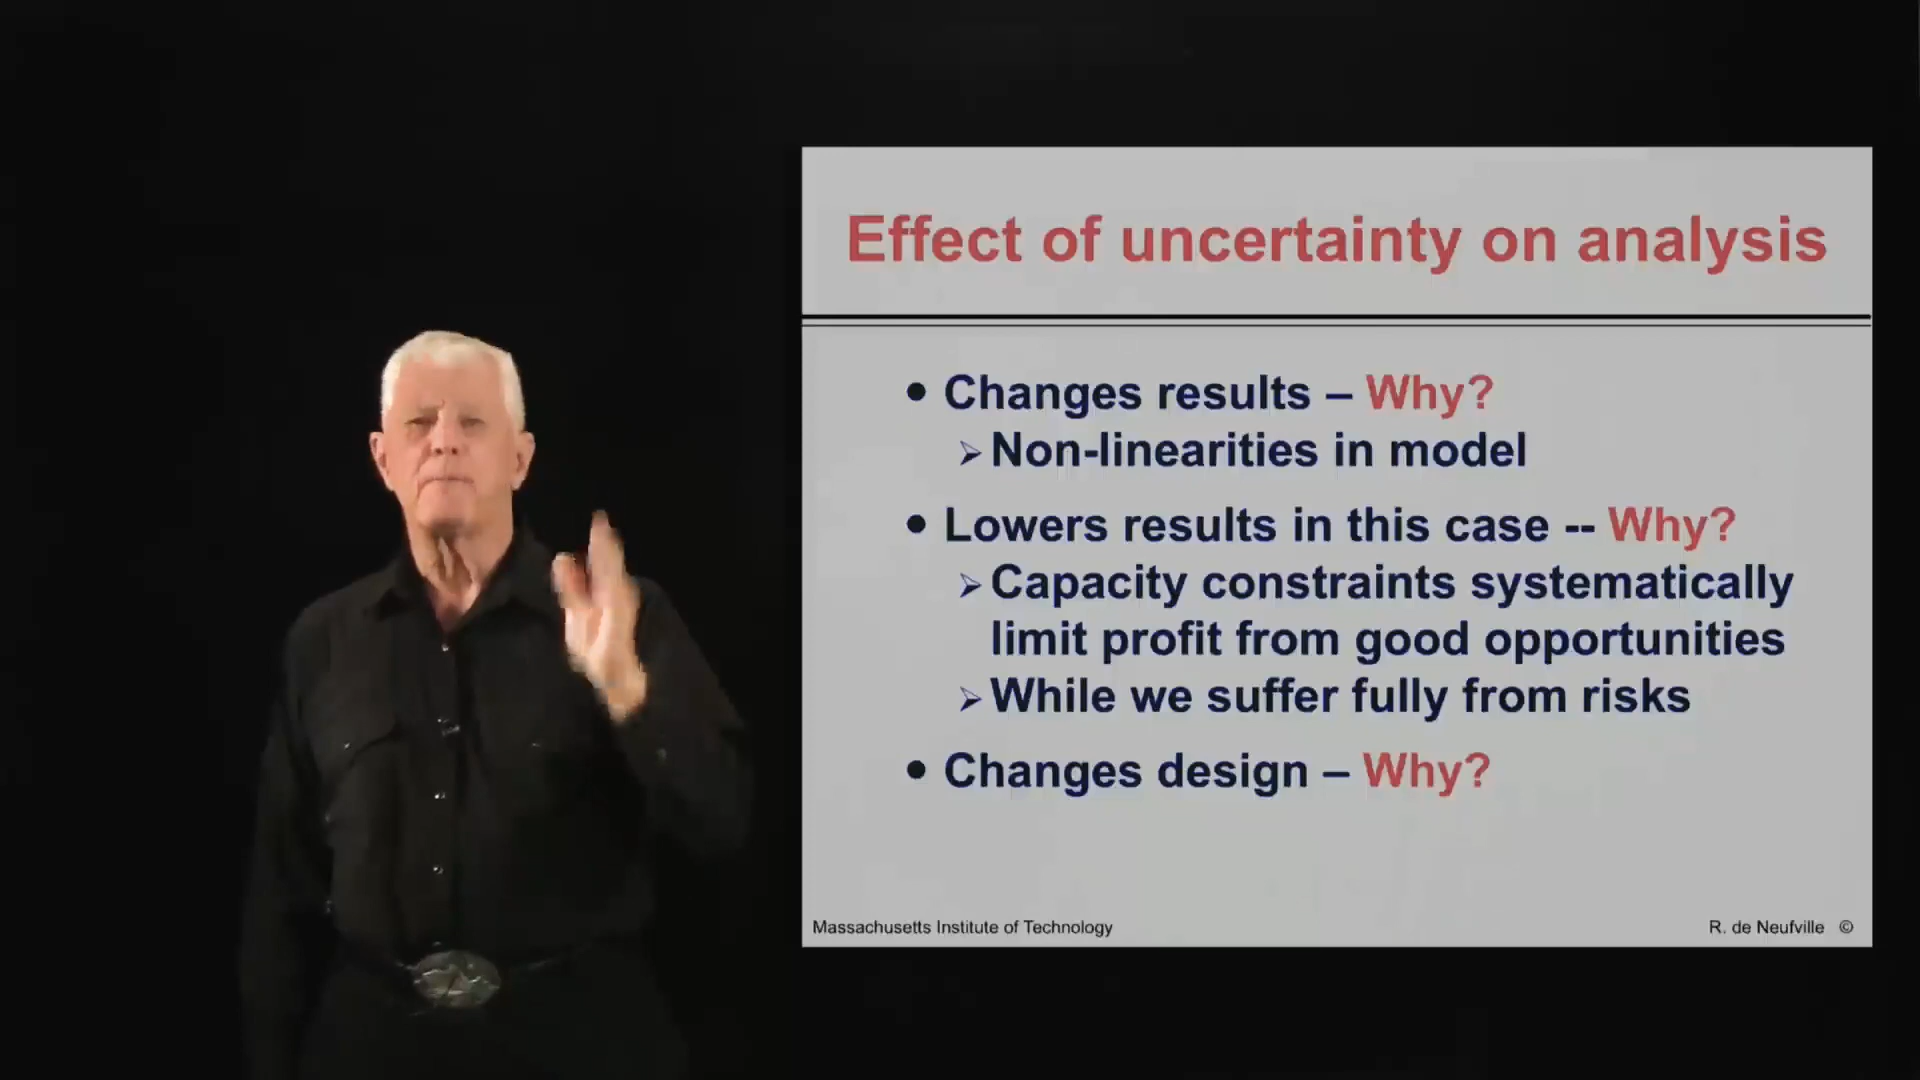 Effect of uncertainty on analysis
• Changes results – Why?
➢ Non-linearities in model
• Lowers results in this case -- Why?
➢ Capacity constraints systematically
limit profit from good opportunities
➢ While we suffer fully from risks
• Changes design – Why?
Massachusetts Institute of Technology
R. de Neufville ©